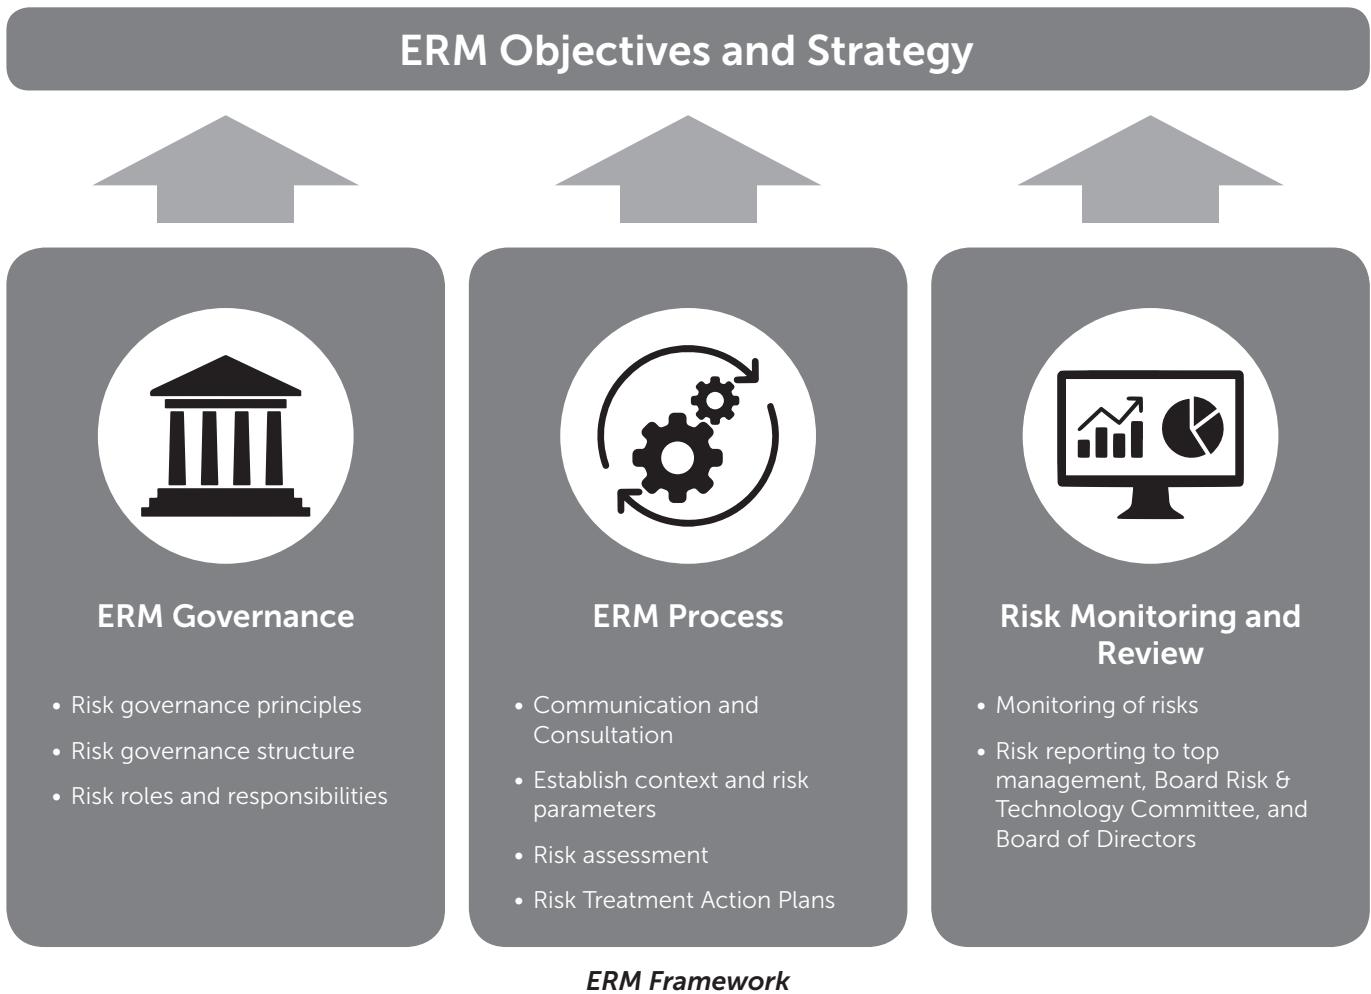 ERM Objectives and Strategy
ERM Governance
• Risk governance principles
• Risk governance structure
• Risk roles and responsibilities
ERM Process
• Communication and
Consultation
• Establish context and risk
parameters
• Risk assessment
• Risk Treatment Action Plans
Risk Monitoring and
Review
• Monitoring of risks
• Risk reporting to top
management, Board Risk &
Technology Committee, and
Board of Directors
ERM Framework